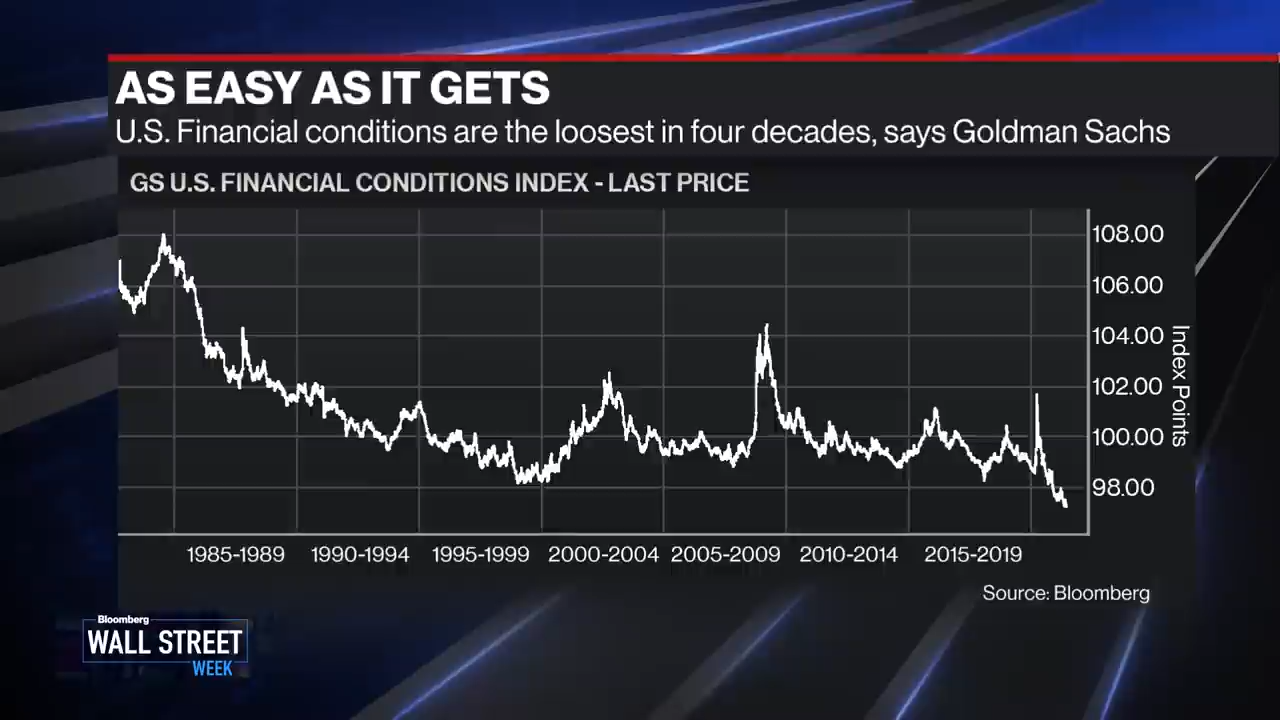 AS EASY AS IT GETS
U.S. Financial conditions are the loosest in four decades, says Goldman Sachs
GS U.S. FINANCIAL CONDITIONS INDEX - LAST PRICE
108.00
106.00
104.00
102.00
100.00
98.00
Index Points
1985-1989 1990-1994 1995-1999 2000-2004 2005-2009 2010-2014 2015-2019
Source: Bloomberg
Bloomberg
WALL STREET
WEEK